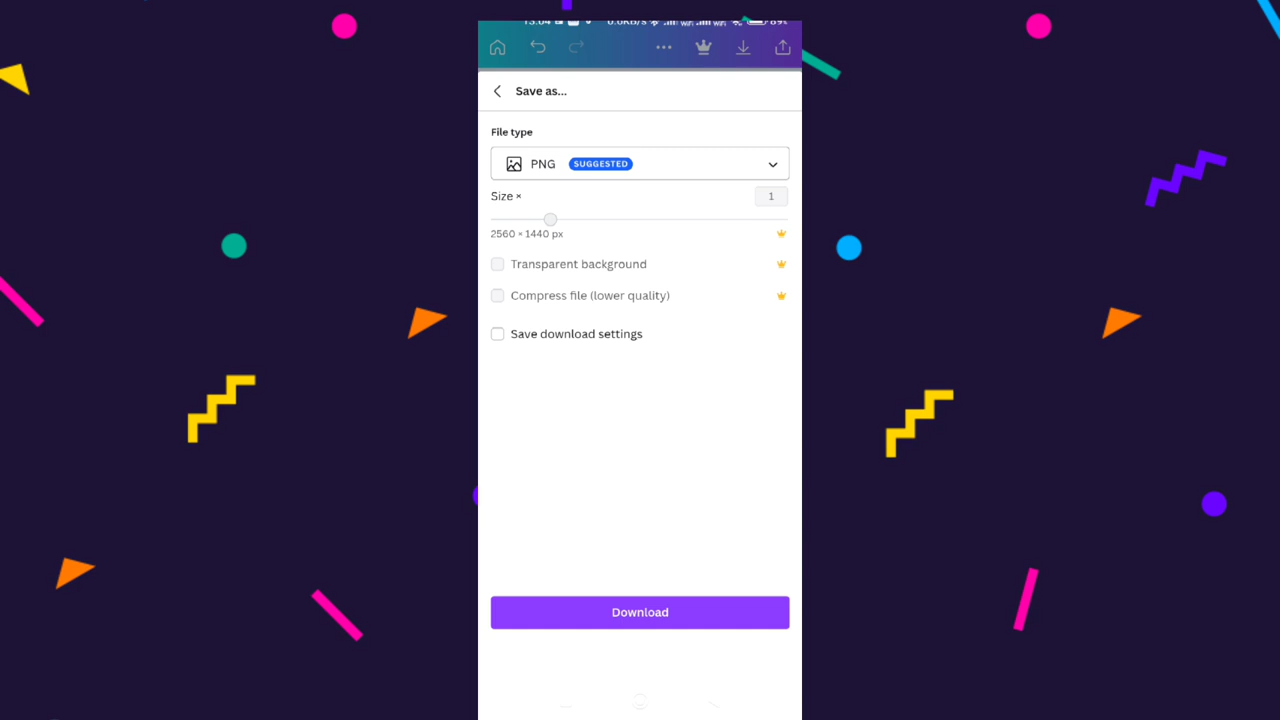 Save as...
File type
PNG SUGGESTED
Size × 1
2560 × 1440 px
Transparent background
Compress file (lower quality)
Save download settings
Download